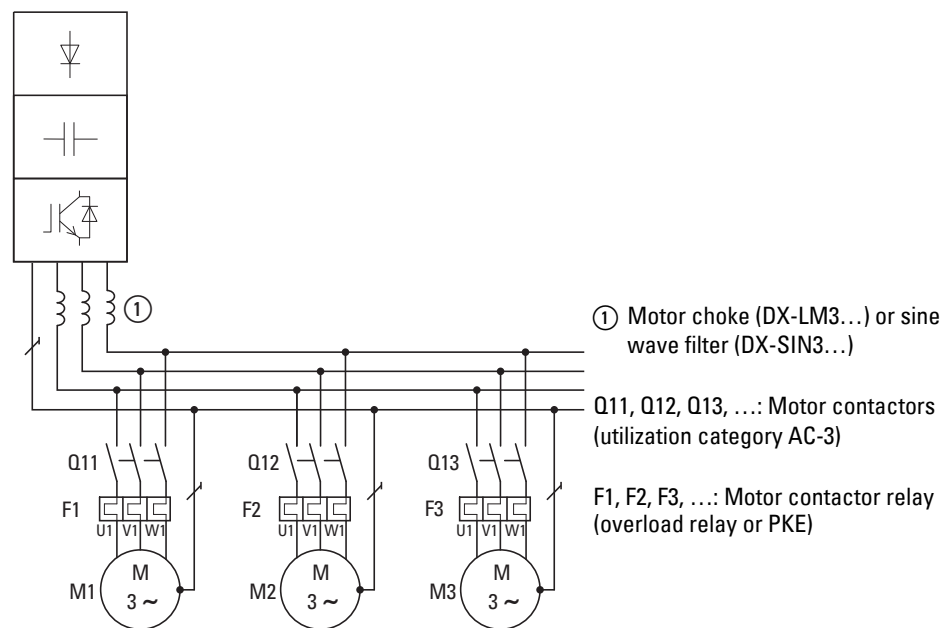 ①
① Motor choke (DX-LM3…) or sine
wave filter (DX-SIN3…)
Q11, Q12, Q13, …: Motor contactors
(utilization category AC-3)
Q11
Q12
Q13
F1
F2
F3
F1, F2, F3, …: Motor contactor relay
(overload relay or PKE)
U1 V1 W1
U1 V1 W1
U1 V1 W1
M1
M
3 ~
M2
M
3 ~
M3
M
3 ~